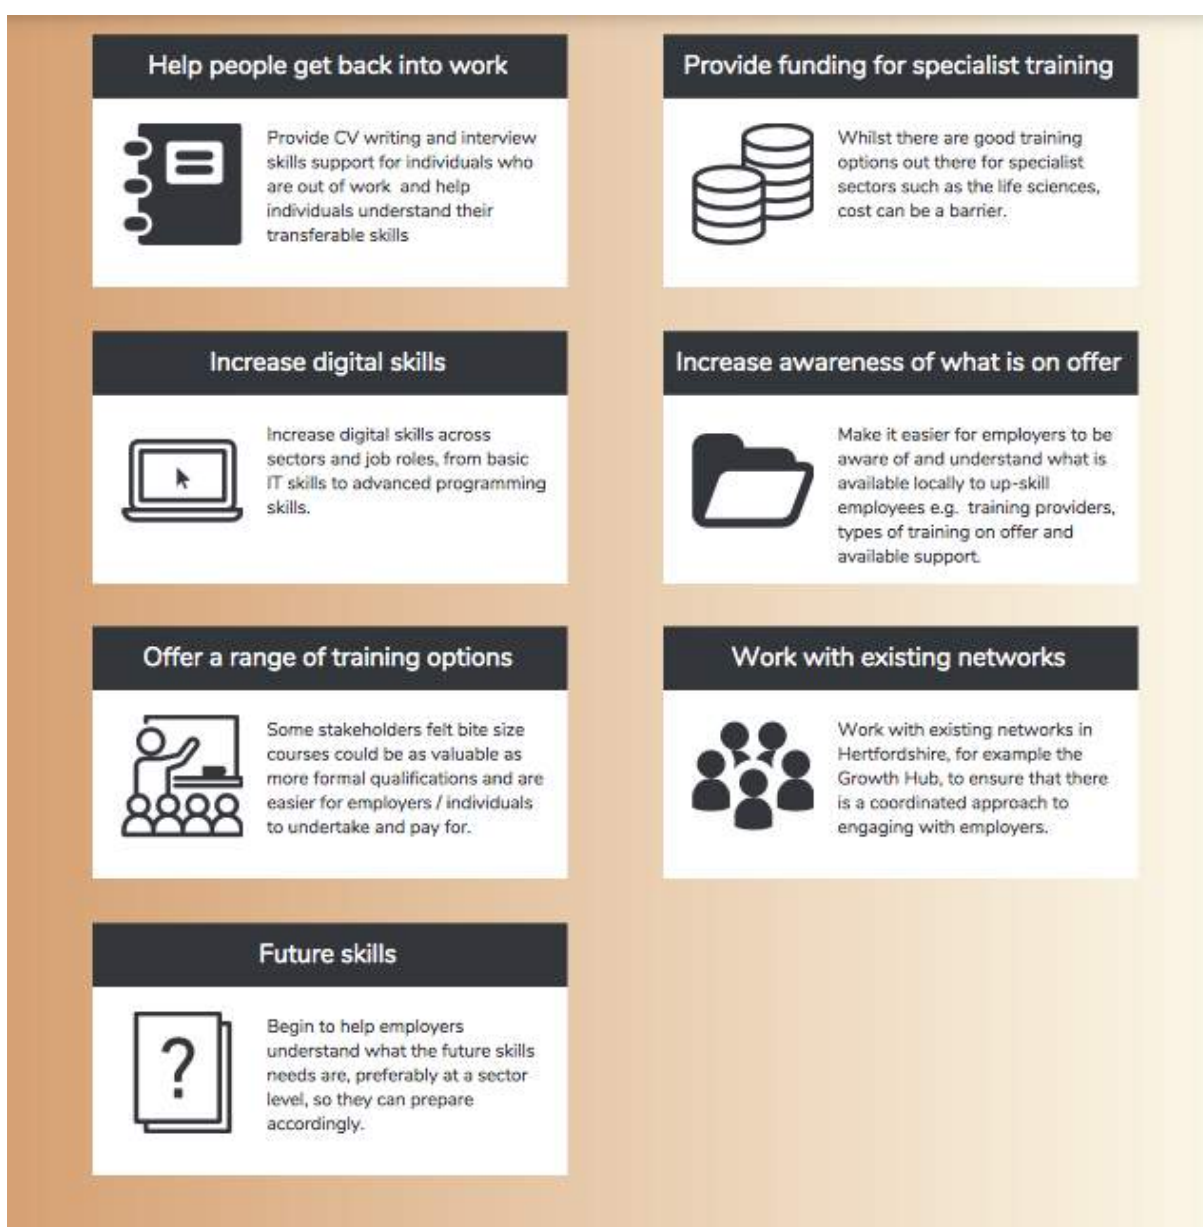 Help people get back into work
Provide CV writing and interview
skills support for individuals who
are out of work and help
individuals understand their
transferable skills
Provide funding for specialist training
Whilst there are good training
options out there for specialist
sectors such as the life sciences,
cost can be a barrier.
Increase digital skills
Increase digital skills across
sectors and job roles, from basic
IT skills to advanced programming
skills.
Increase awareness of what is on offer
Make it easier for employers to be
aware of and understand what is
available locally to up-skill
employees e.g. training providers,
types of training on offer and
available support.
Offer a range of training options
Some stakeholders felt bite size
courses could be as valuable as
more formal qualifications and are
easier for employers / individuals
to undertake and pay for.
Work with existing networks
Work with existing networks in
Hertfordshire, for example the
Growth Hub, to ensure that there
is a coordinated approach to
engaging with employers.
Future skills
?
Begin to help employers
understand what the future skills
needs are, preferably at a sector
level, so they can prepare
accordingly.